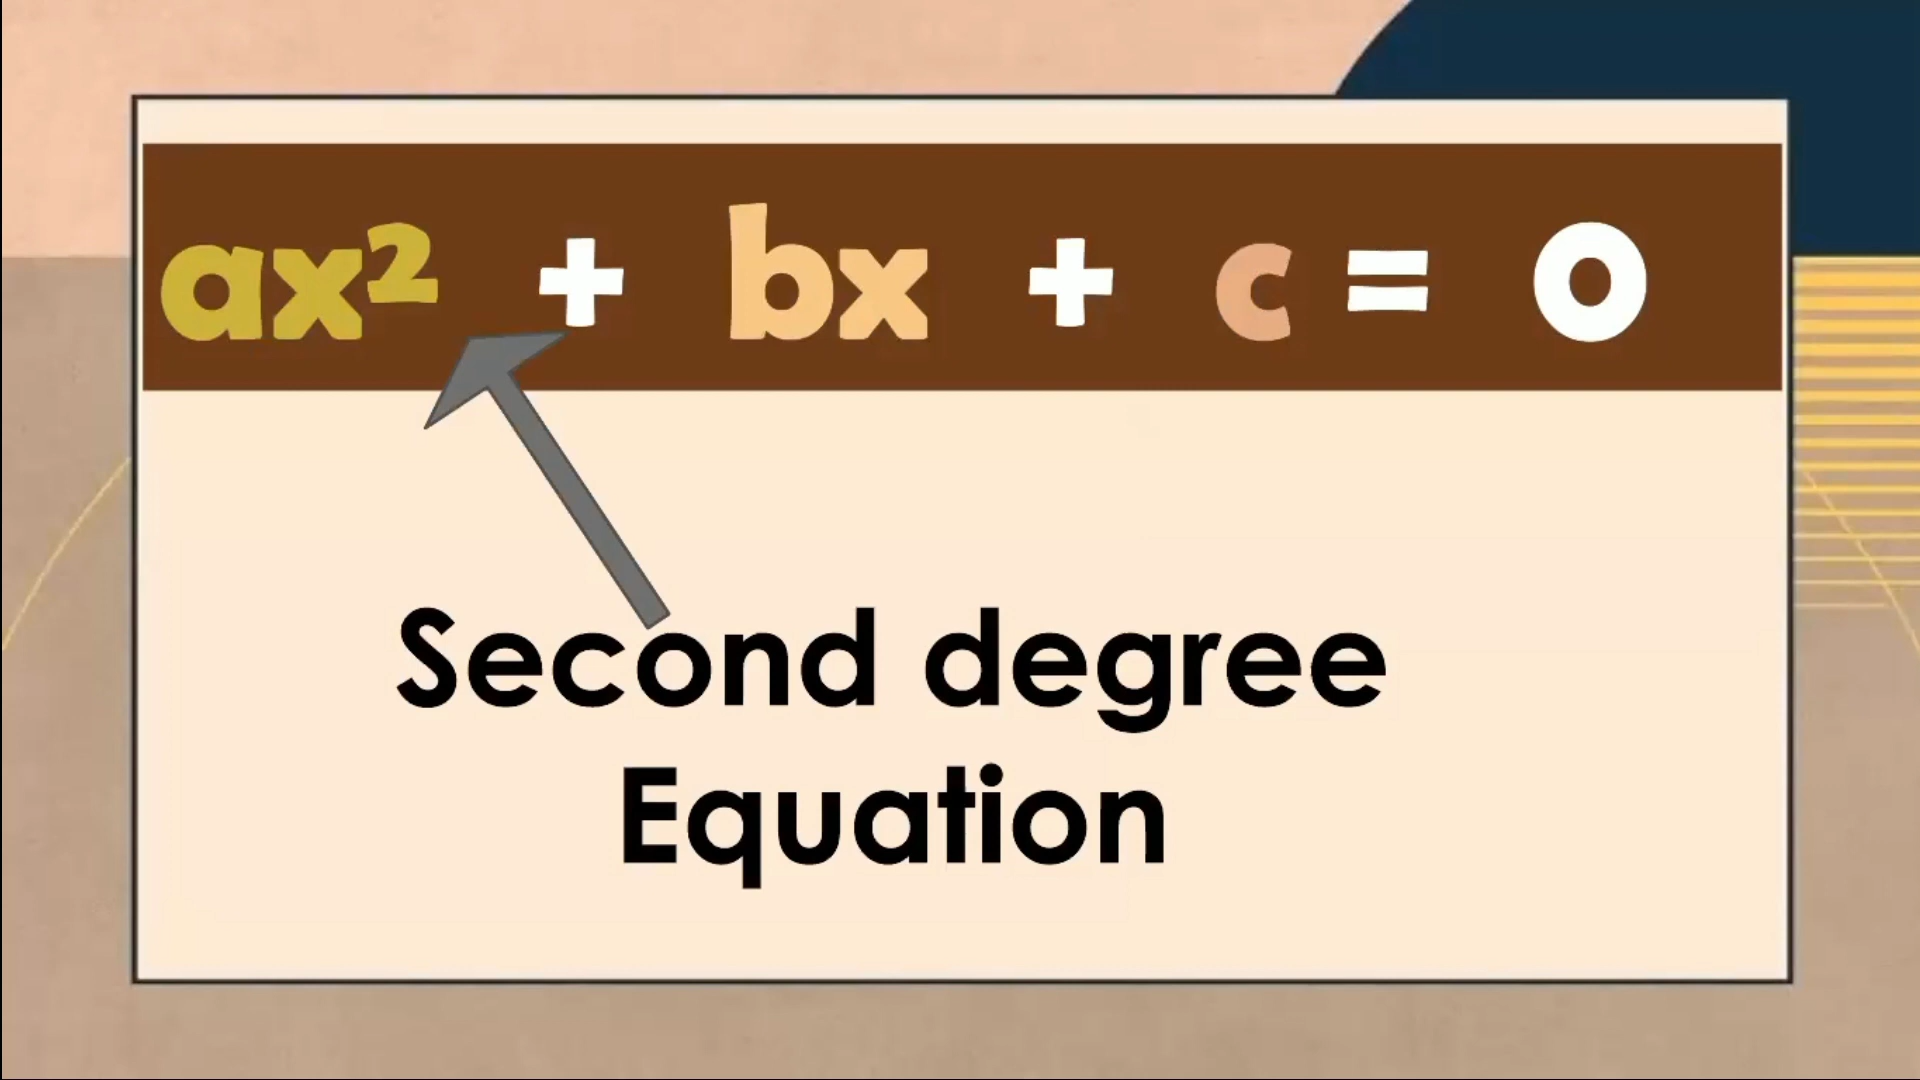 ax² + bx + c = 0
Second degree
Equation